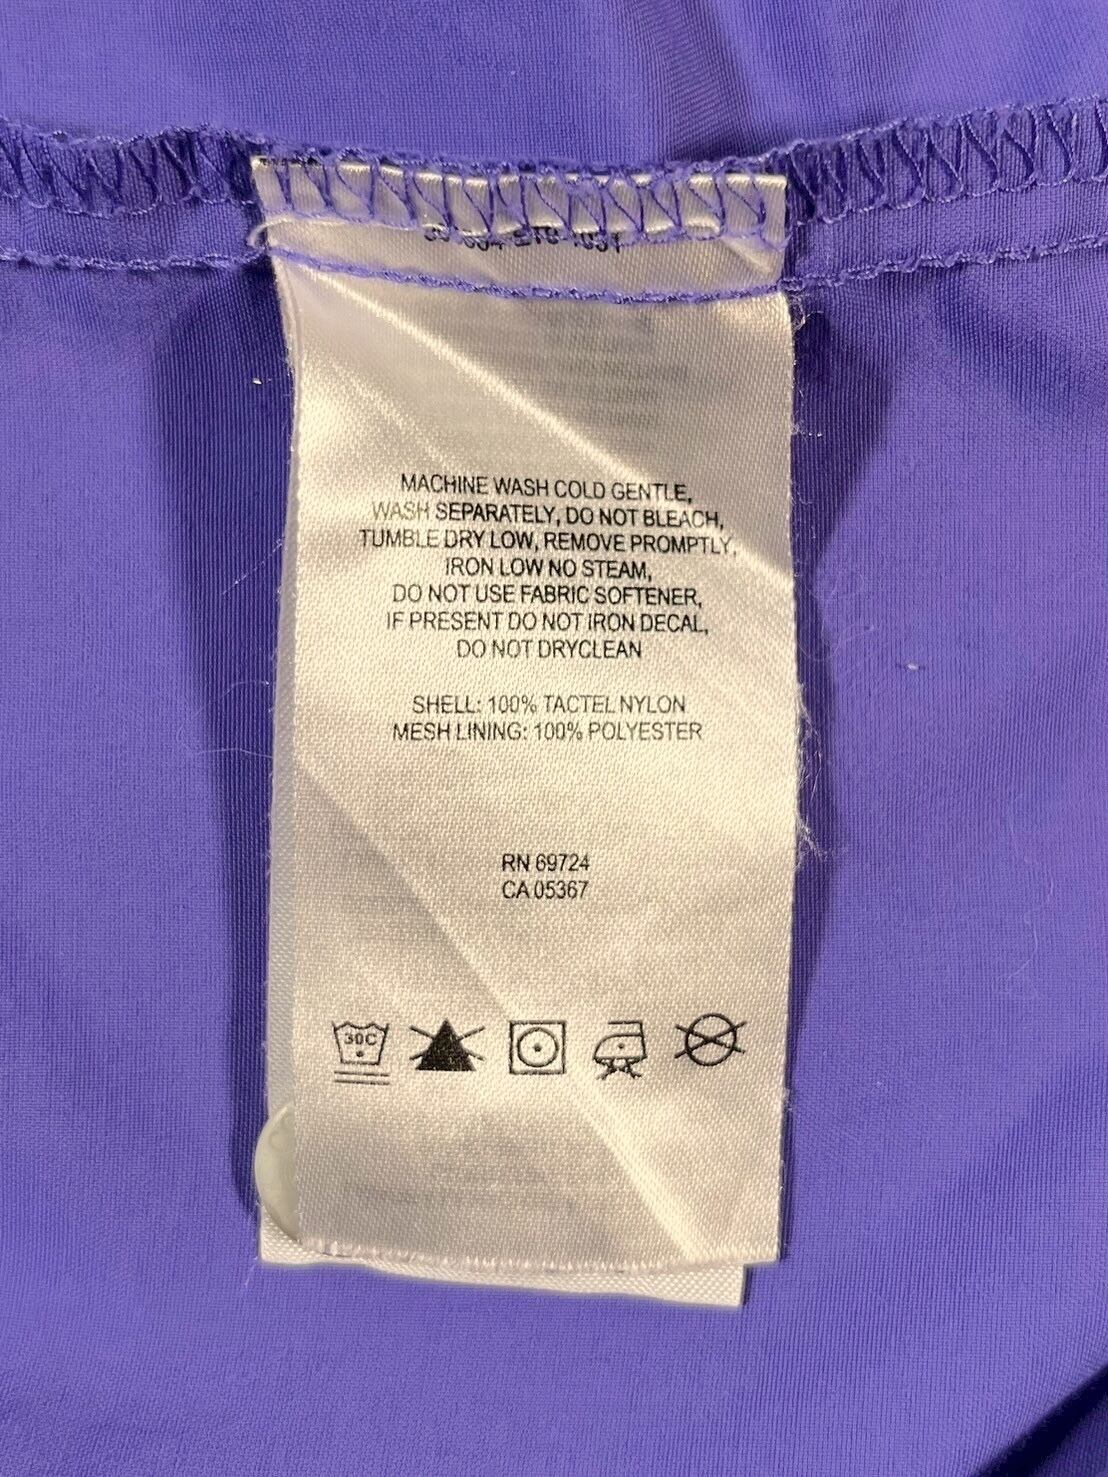 MACHINE WASH COLD GENTLE,
WASH SEPARATELY, DO NOT BLEACH,
TUMBLE DRY LOW, REMOVE PROMPTLY,
IRON LOW NO STEAM,
DO NOT USE FABRIC SOFTENER,
IF PRESENT DO NOT IRON DECAL,
DO NOT DRYCLEAN
SHELL: 100% TACTEL NYLON
MESH LINING: 100% POLYESTER
RN 69724
CA 05367
30C